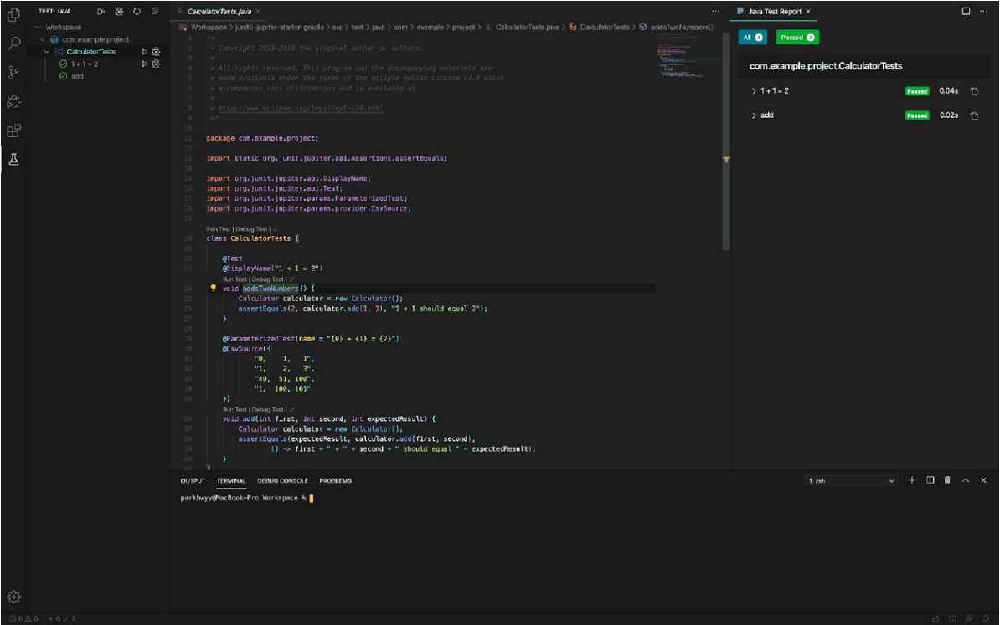 TEST: JAVA
Workspace
com.example.project
CalculatorTests
1 + 1 = 2
add
CalculatorTests.java
Workspace > junit5-jupiter-starter-gradle > src > test > java > com > example > project > CalculatorTests.java > CalculatorTests > addsTwoNumbers()
1 /*
2 * Copyright 2015-2018 the original author or authors.
3 *
4 * All rights reserved. This program and the accompanying materials are
5 * made available under the terms of the Eclipse Public License v2.0 which
6 * accompanies this distribution and is available at
7 *
8 * http://www.eclipse.org/legal/epl-v20.html
9 */
10
11 package com.example.project;
12
13 import static org.junit.jupiter.api.Assertions.assertEquals;
14
15 import org.junit.jupiter.api.DisplayName;
16 import org.junit.jupiter.api.Test;
17 import org.junit.jupiter.params.ParameterizedTest;
18 import org.junit.jupiter.params.provider.CsvSource;
19
Run Test | Debug Test | ✓
20 class CalculatorTests {
21
22 @Test
23 @DisplayName("1 + 1 = 2")
Run Test | Debug Test | ✓
24 void addsTwoNumbers() {
25 Calculator calculator = new Calculator();
26 assertEquals(2, calculator.add(1, 1), "1 + 1 should equal 2");
27 }
28
29 @ParameterizedTest(name = "{0} + {1} = {2}")
30 @CsvSource({
31 "0, 1, 1",
32 "1, 2, 3",
33 "49, 51, 100",
34 "1, 100, 101"
35 })
Run Test | Debug Test | ✓
36 void add(int first, int second, int expectedResult) {
37 Calculator calculator = new Calculator();
38 assertEquals(expectedResult, calculator.add(first, second),
39 () -> first + " + " + second + " should equal " + expectedResult);
40 }
41 }
Java Test Report
All 2 Passed 2
com.example.project.CalculatorTests
1 + 1 = 2 Passed 0.04s
add Passed 0.02s
OUTPUT TERMINAL DEBUG CONSOLE PROBLEMS 1: zsh
parkhwyy@MacBook-Pro Workspace %
0 0 × 0 ✓ 2